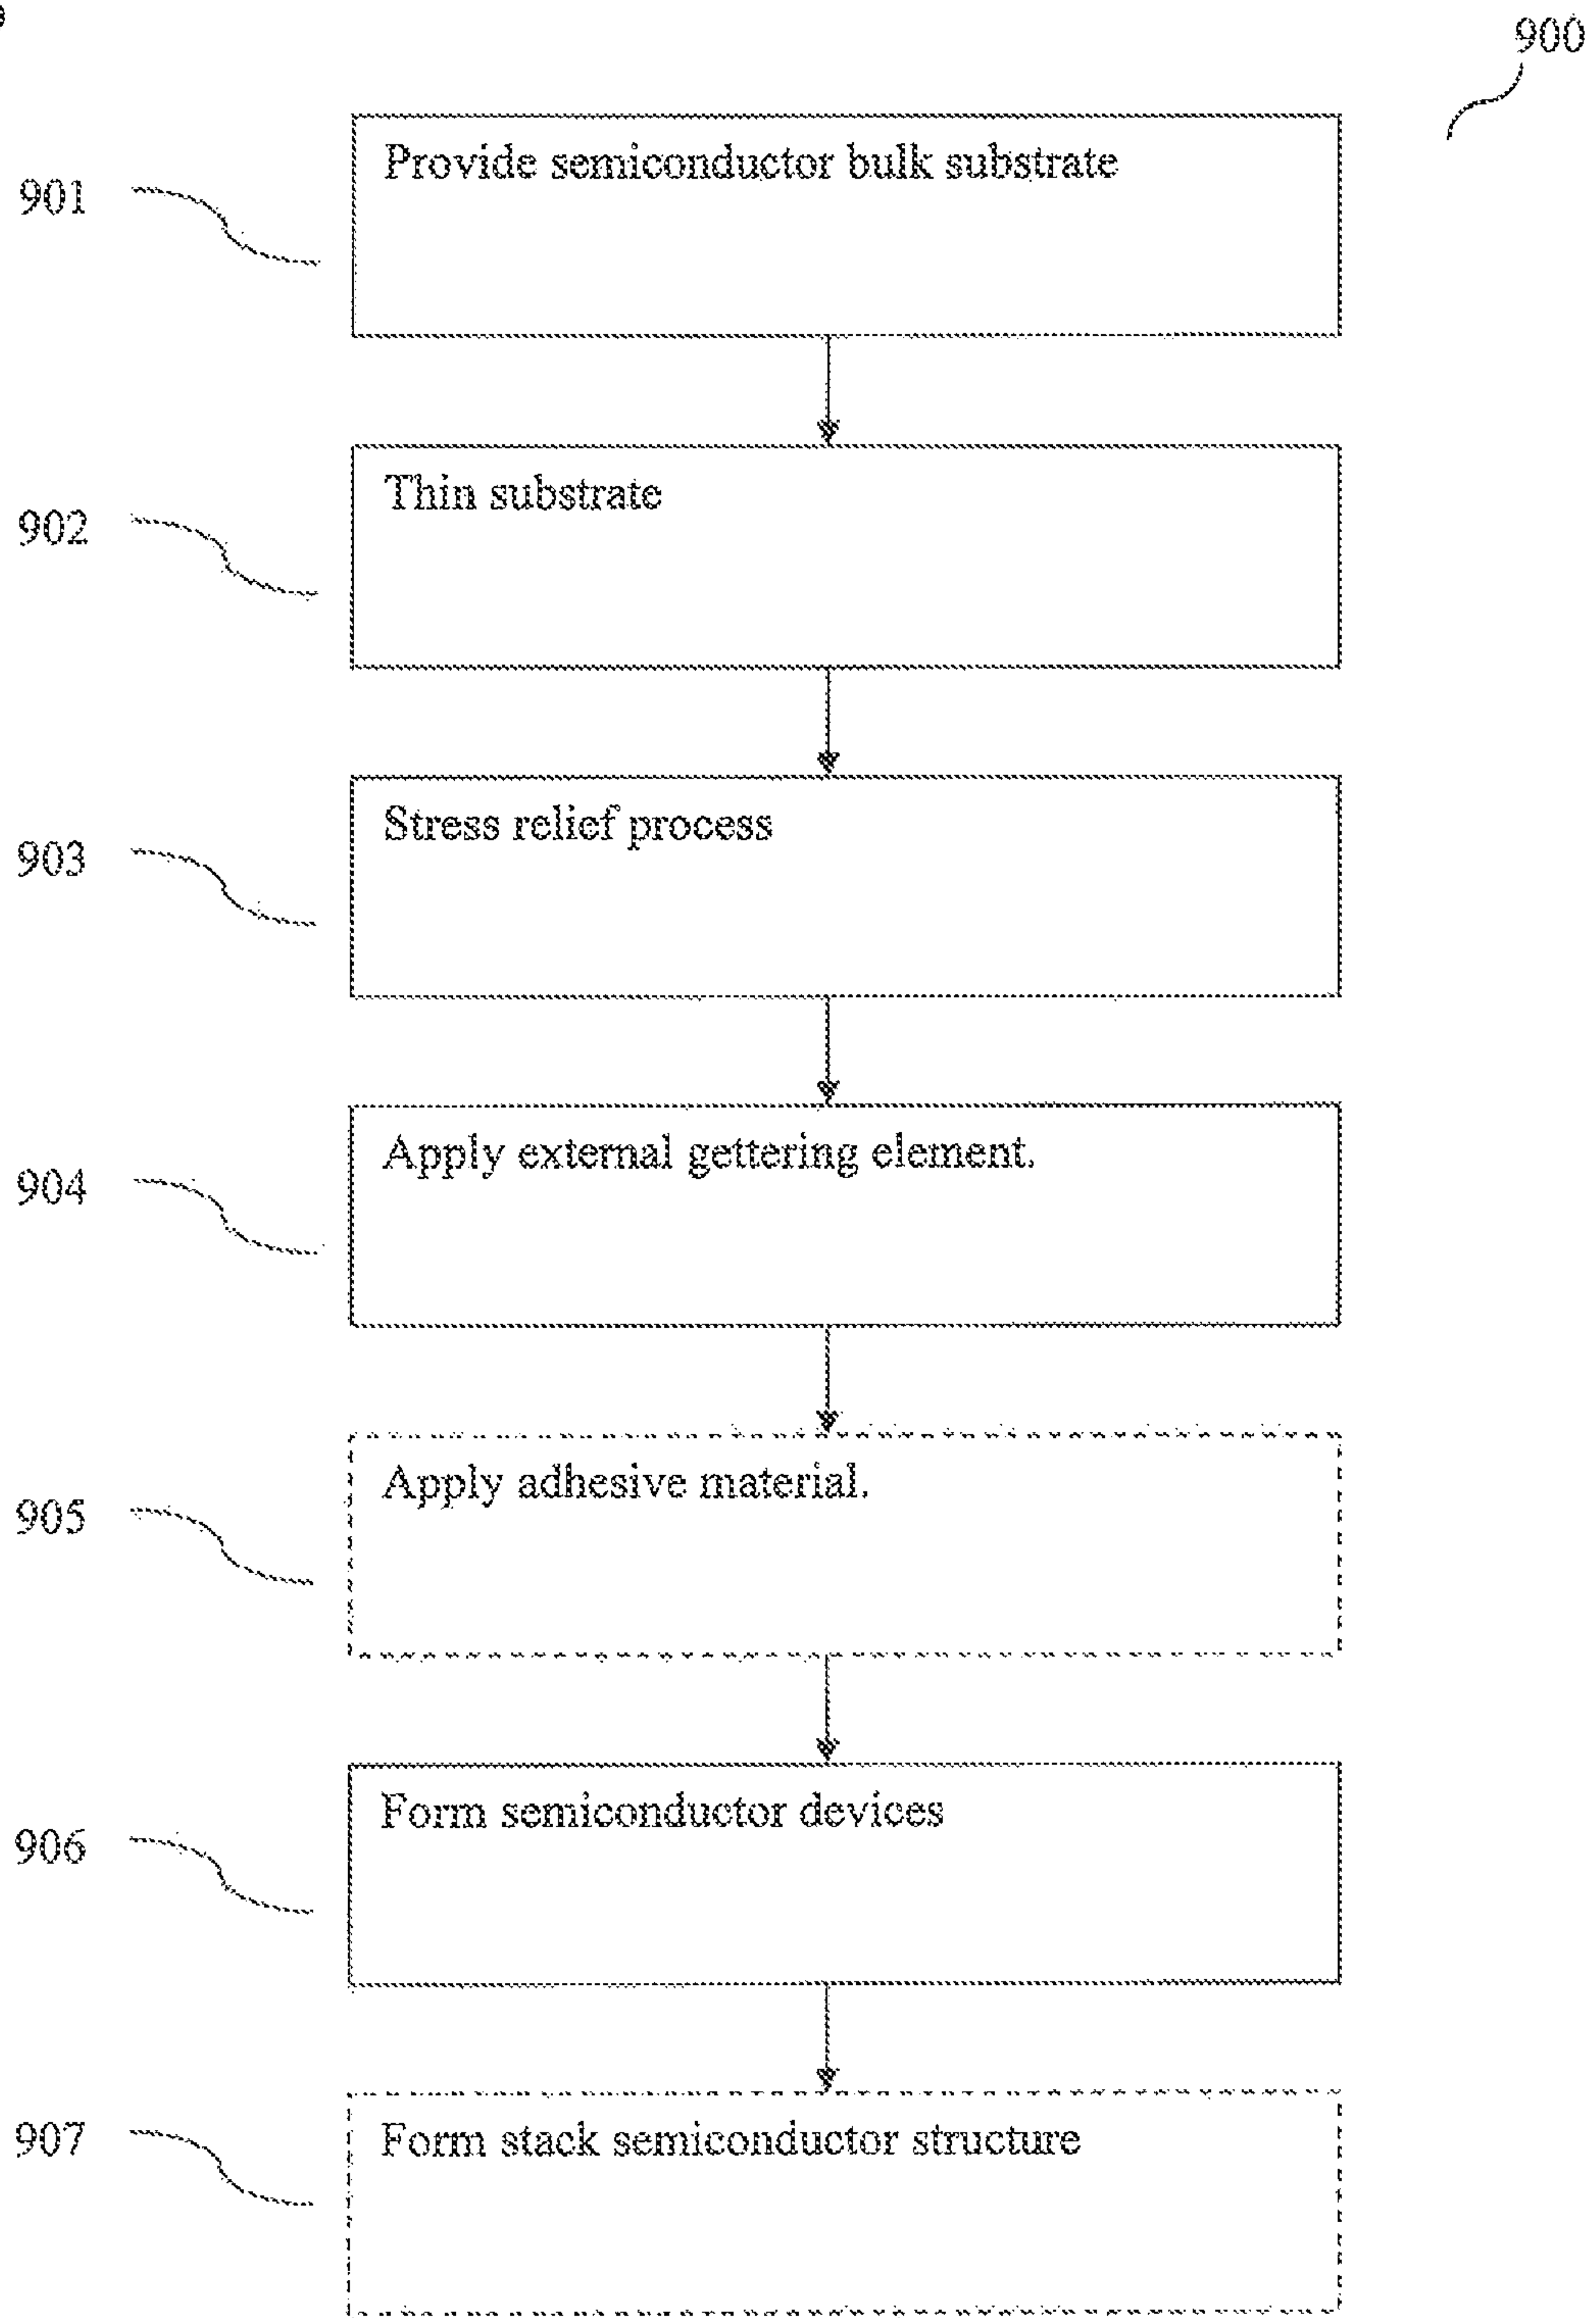 900
901
Provide semiconductor bulk substrate
902
Thin substrate
903
Stress relief process
904
Apply external gettering element.
905
Apply adhesive material.
906
Form semiconductor devices
907
Form stack semiconductor structure